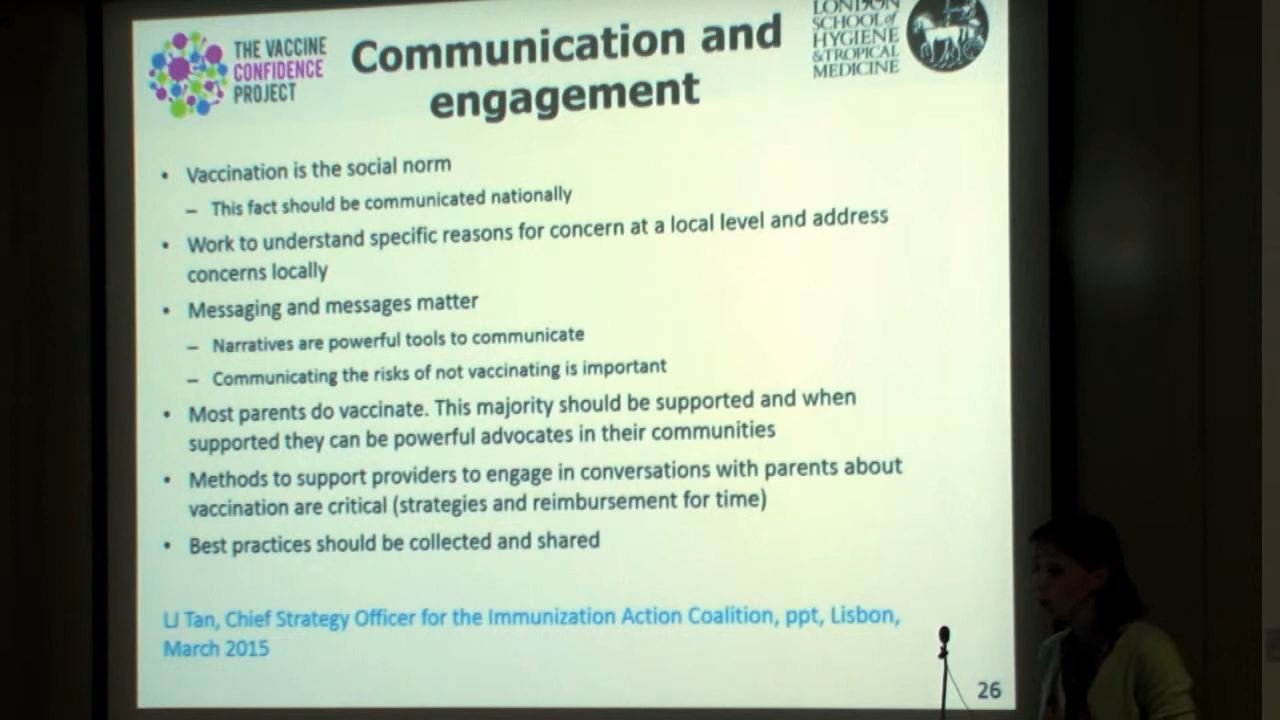 THE VACCINE
CONFIDENCE
PROJECT
Communication and
engagement
LONDON
SCHOOL of
HYGIENE
& TROPICAL
MEDICINE
• Vaccination is the social norm
– This fact should be communicated nationally
• Work to understand specific reasons for concern at a local level and address
concerns locally
• Messaging and messages matter
– Narratives are powerful tools to communicate
– Communicating the risks of not vaccinating is important
• Most parents do vaccinate. This majority should be supported and when
supported they can be powerful advocates in their communities
• Methods to support providers to engage in conversations with parents about
vaccination are critical (strategies and reimbursement for time)
• Best practices should be collected and shared
LJ Tan, Chief Strategy Officer for the Immunization Action Coalition, ppt, Lisbon,
March 2015
26